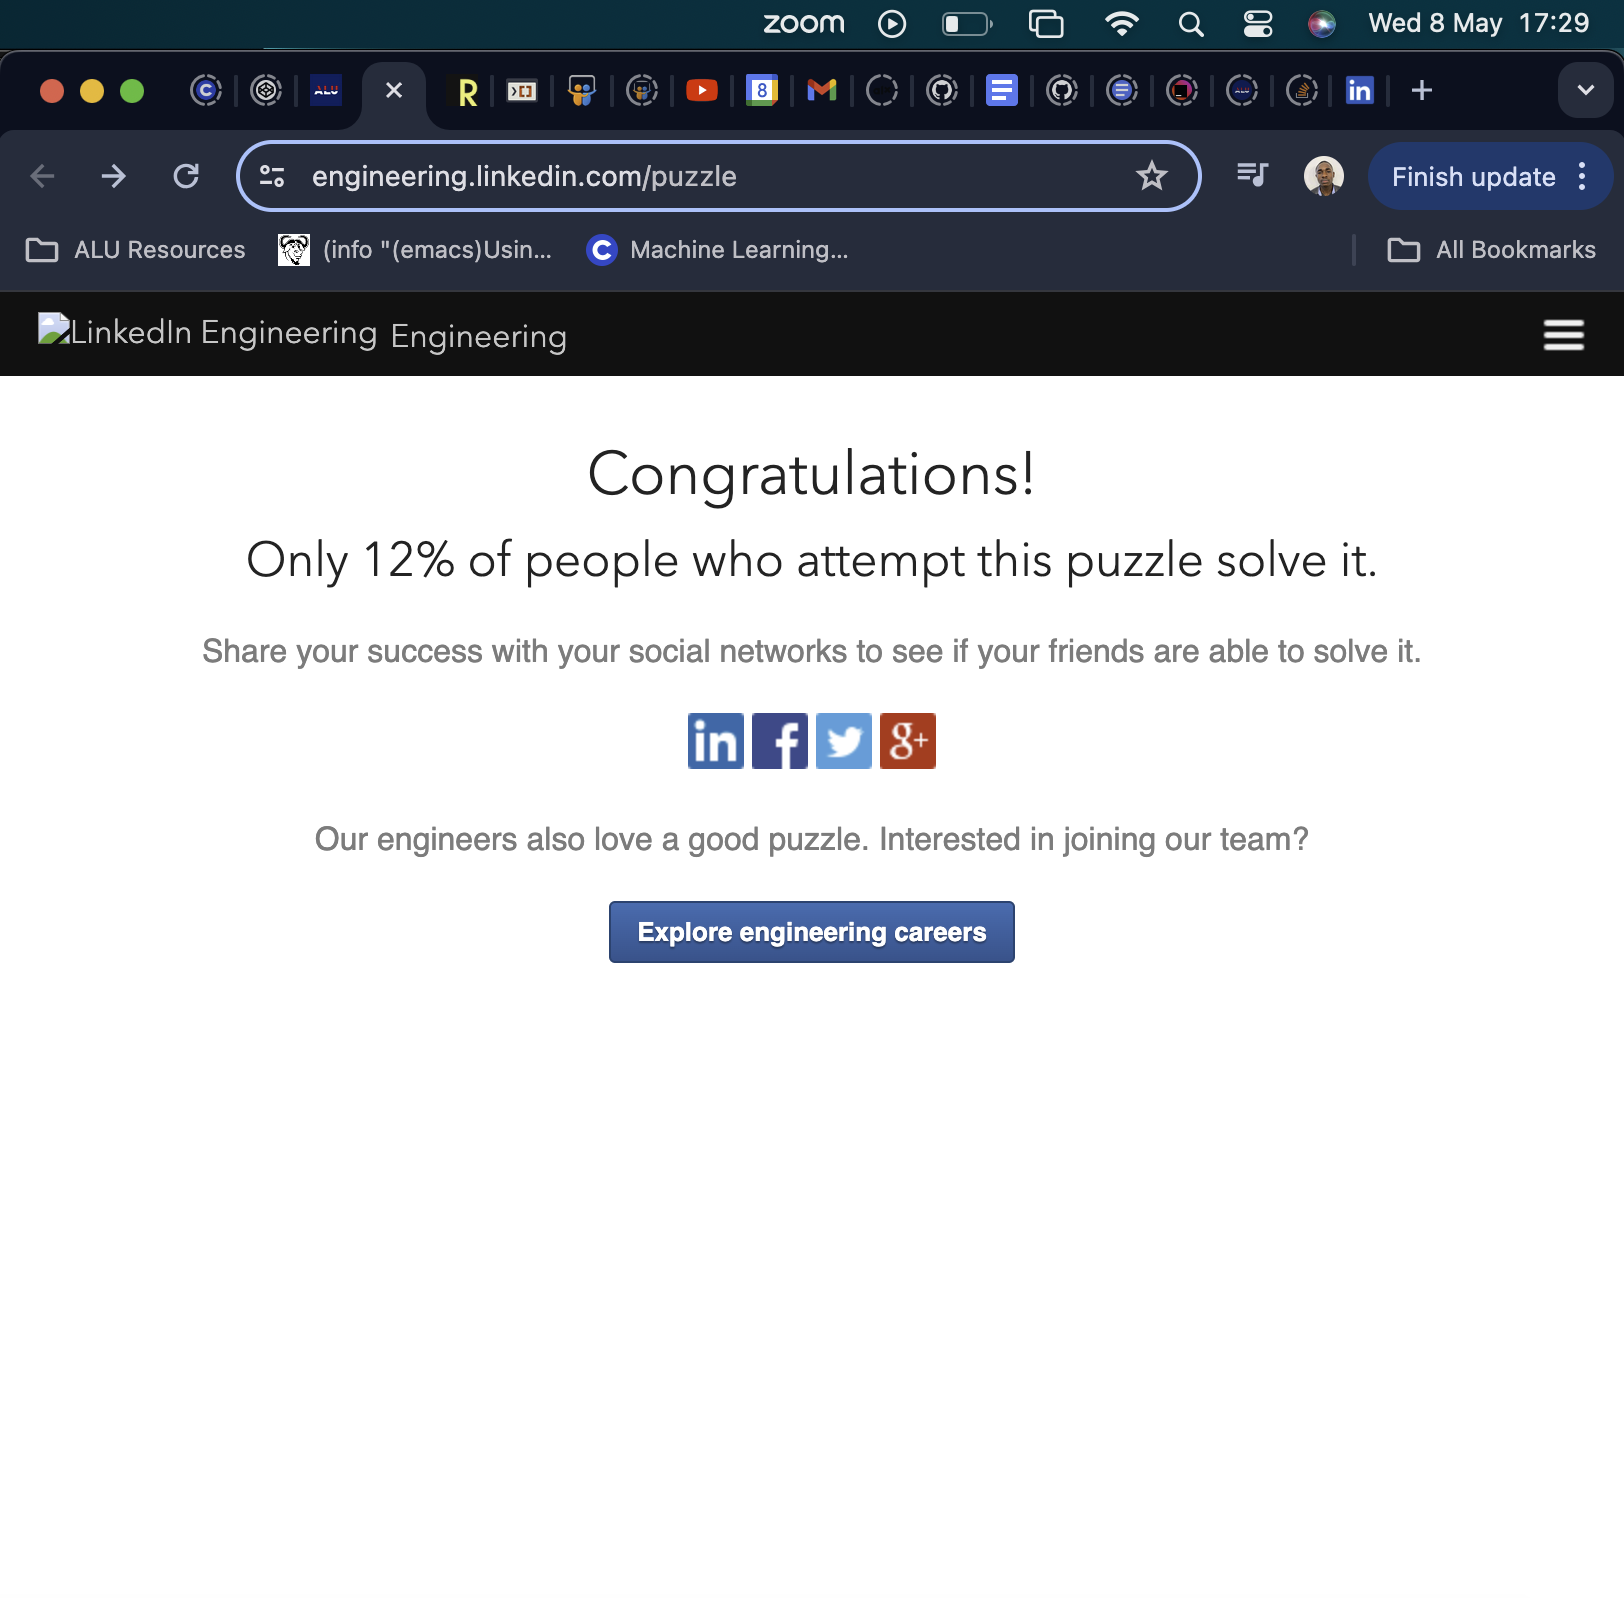 zoom Wed 8 May 17:29
ALU R 8
engineering.linkedin.com/puzzle Finish update
ALU Resources (info "(emacs)Usin... Machine Learning... All Bookmarks
LinkedIn Engineering Engineering
Congratulations!
Only 12% of people who attempt this puzzle solve it.
Share your success with your social networks to see if your friends are able to solve it.
in f g+
Our engineers also love a good puzzle. Interested in joining our team?
Explore engineering careers